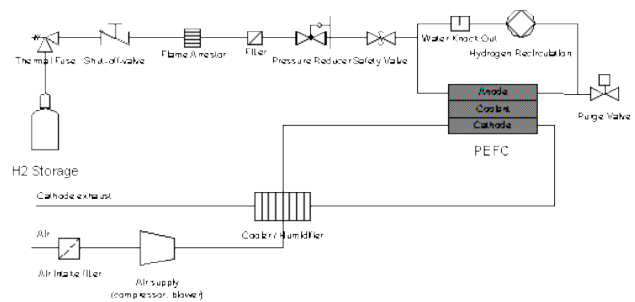 Water Knock Out
Hydrogen Recirculation
Thermal Fuse
Shut-off-valve
Flame Arrestor
Filter
Pressure Reducer
Safety Valve
Anode
Coolant
Cathode
Purge Valve
PEFC
H2 Storage
Cathode exhaust
Air
Cooler / Humidifier
Air Intake filter
Air supply
(compressor, blower)